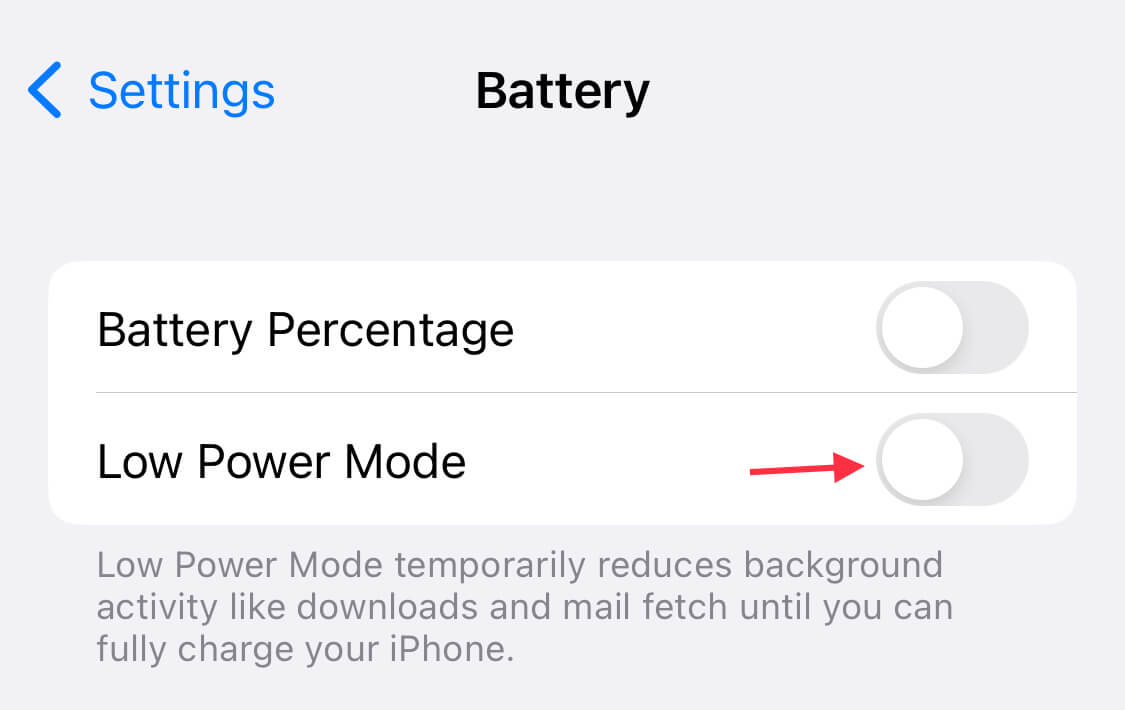 Settings
Battery
Battery Percentage
Low Power Mode
Low Power Mode temporarily reduces background
activity like downloads and mail fetch until you can
fully charge your iPhone.